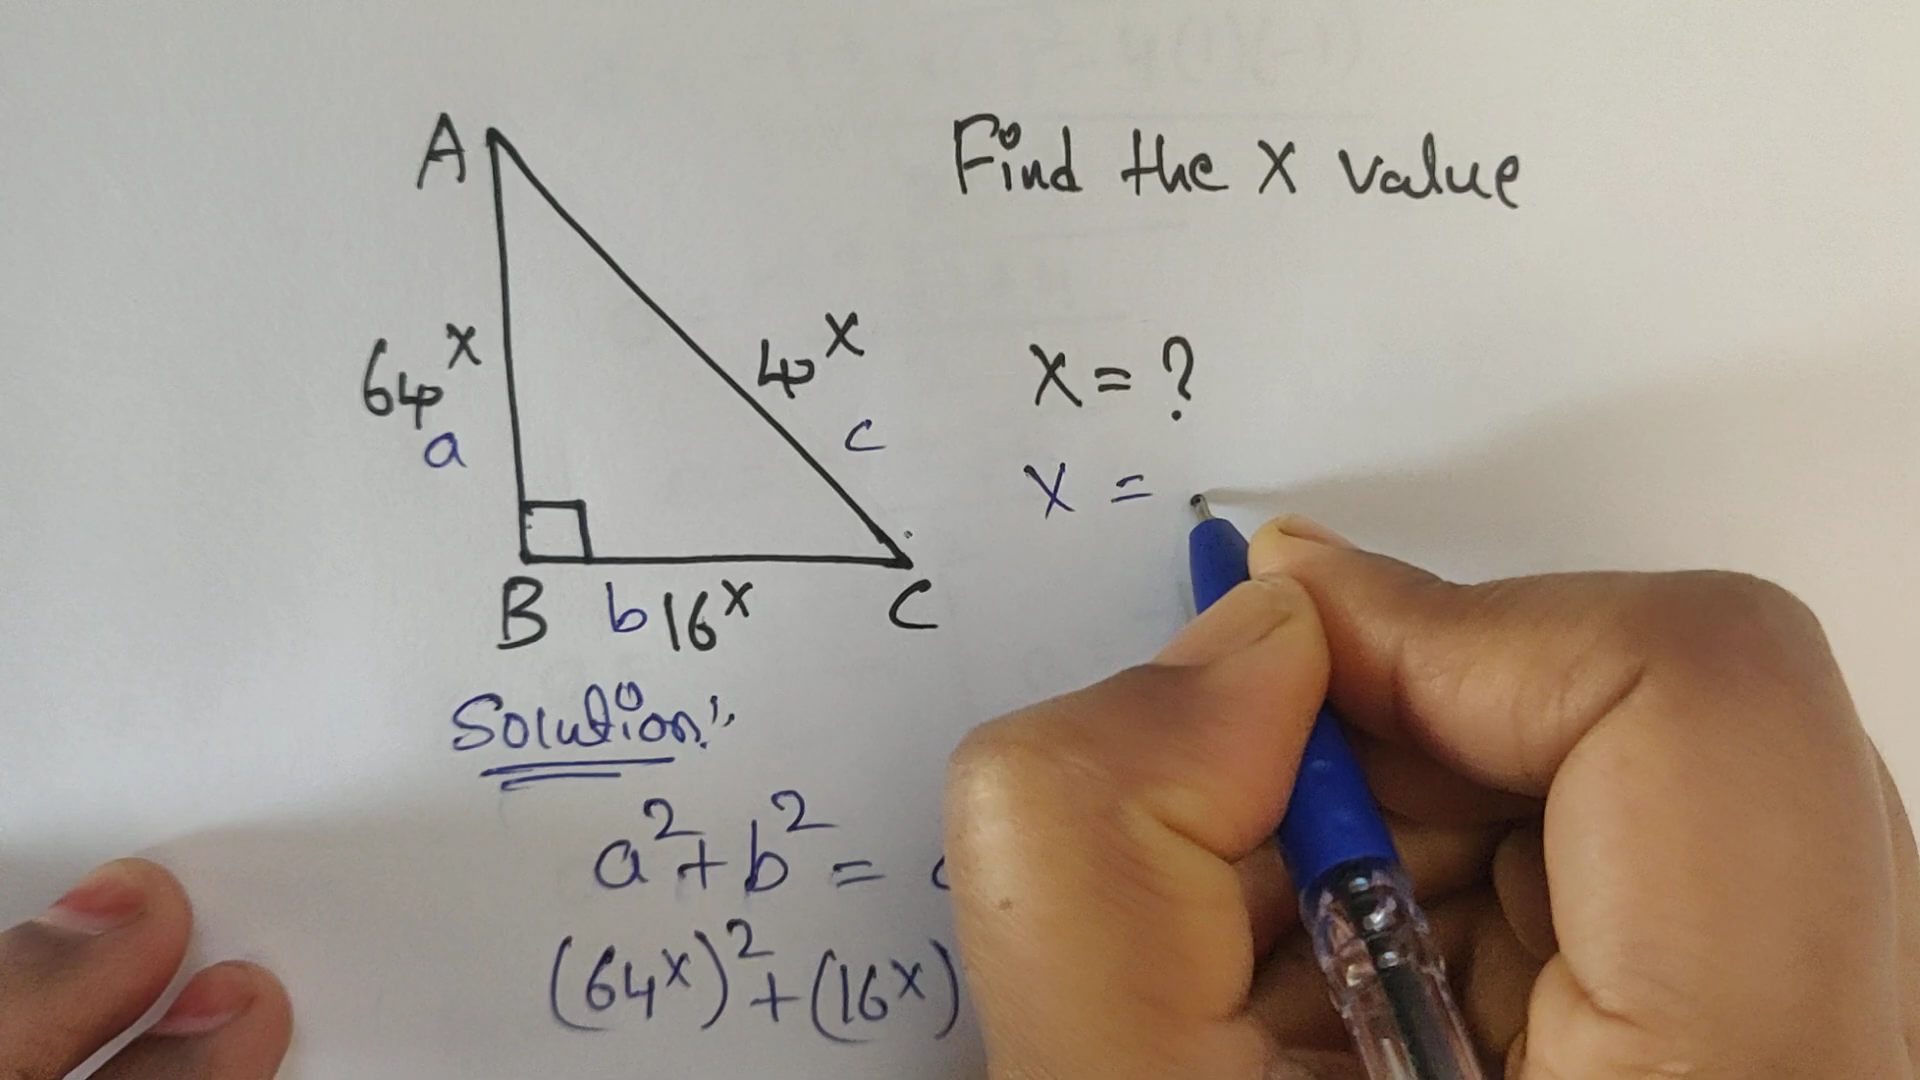 Find the x value
A
64^x
a
4^x
c
B
b 16^x
C
x = ?
x =
Solution:
a² + b² =
(64^x)² + (16^x)